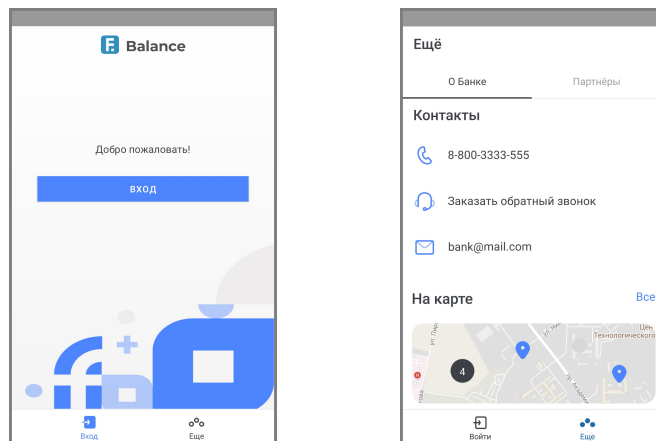 Balance
Добро пожаловать!
ВХОД
Вход
Еще
Ещё
О Банке
Партнёры
Контакты
8-800-3333-555
Заказать обратный звонок
bank@mail.com
На карте
Все
Технологического
4
Войти
Еще